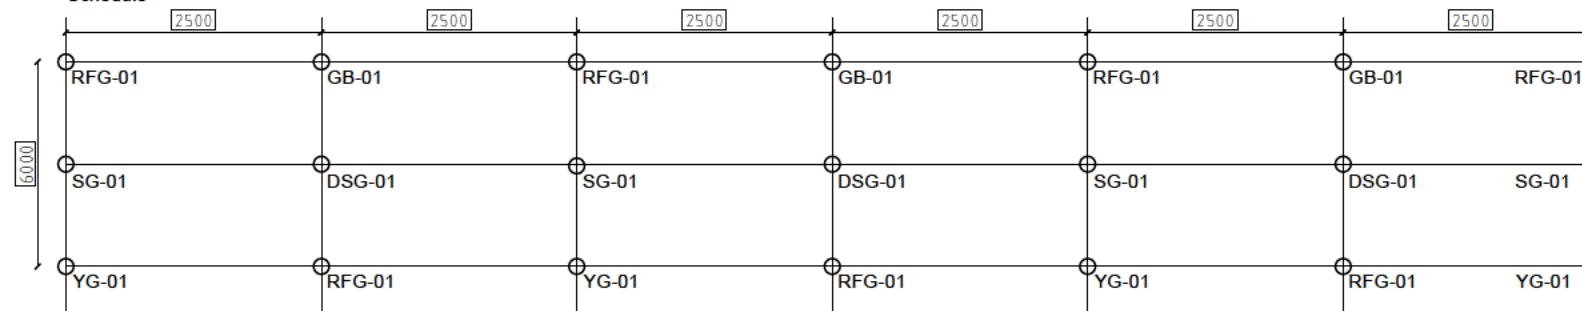 2500 2500 2500 2500 2500 2500
RFG-01 GB-01 RFG-01 GB-01 RFG-01 GB-01 RFG-01
6000
SG-01 DSG-01 SG-01 DSG-01 SG-01 DSG-01 SG-01
YG-01 RFG-01 YG-01 RFG-01 YG-01 RFG-01 YG-01